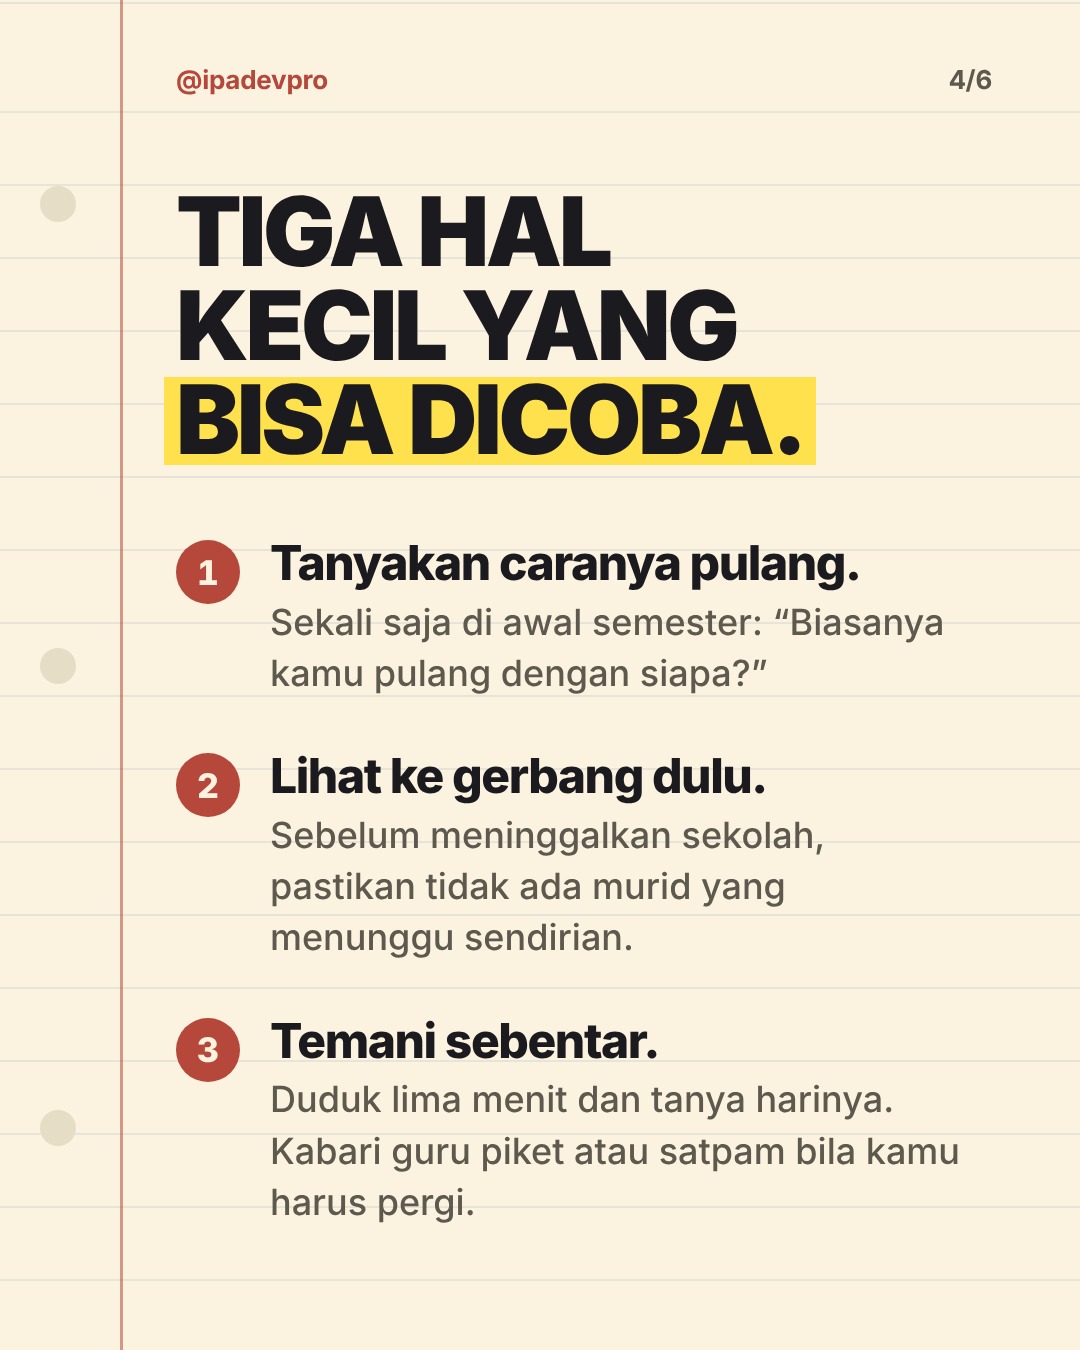 @ipadevpro
4/6
TIGA HAL
KECIL YANG
BISA DICOBA.
1
Tanyakan caranya pulang.
Sekali saja di awal semester: “Biasanya
kamu pulang dengan siapa?”
2
Lihat ke gerbang dulu.
Sebelum meninggalkan sekolah,
pastikan tidak ada murid yang
menunggu sendirian.
3
Temani sebentar.
Duduk lima menit dan tanya harinya.
Kabari guru piket atau satpam bila kamu
harus pergi.